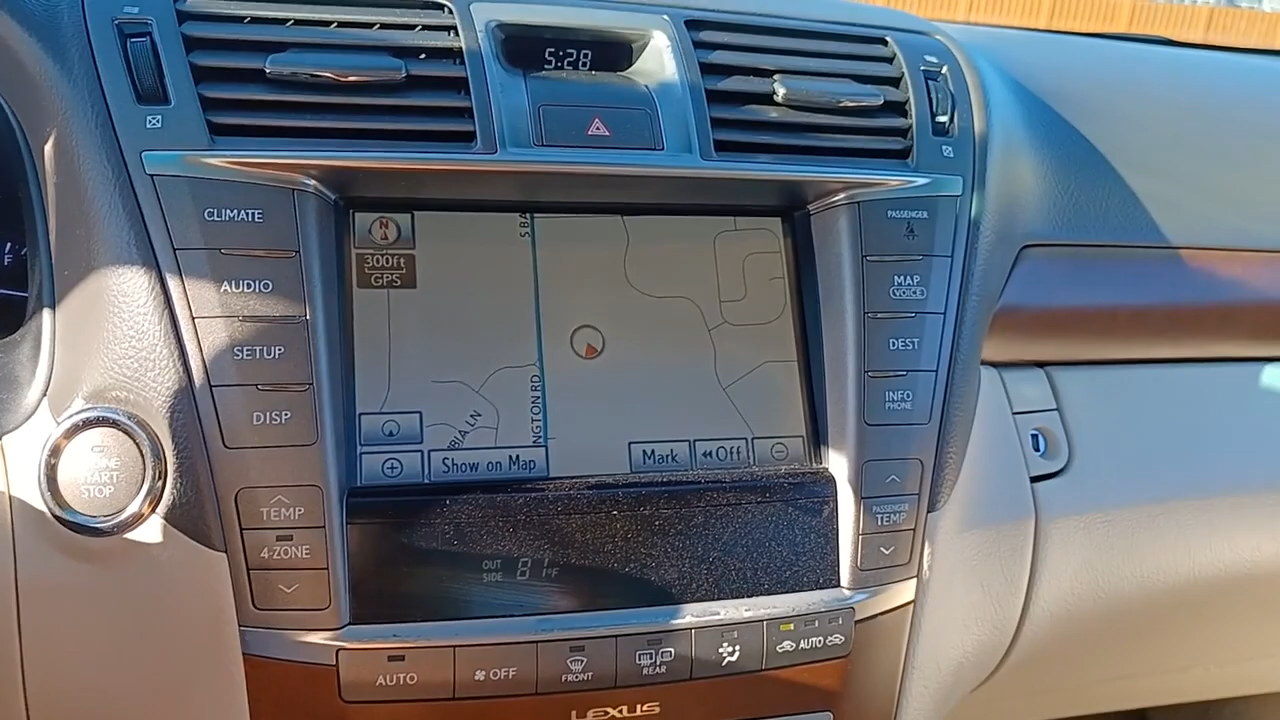 5:28
CLIMATE
AUDIO
SETUP
DISP
START
STOP
TEMP
4-ZONE
N
300ft
GPS
S BA
NGTON RD
BIA LN
Show on Map
Mark
Off
PASSENGER
MAP
VOICE
DEST
INFO
PHONE
PASSENGER
TEMP
OUT
SIDE
81°F
AUTO
OFF
FRONT
REAR
AUTO
LEXUS
F